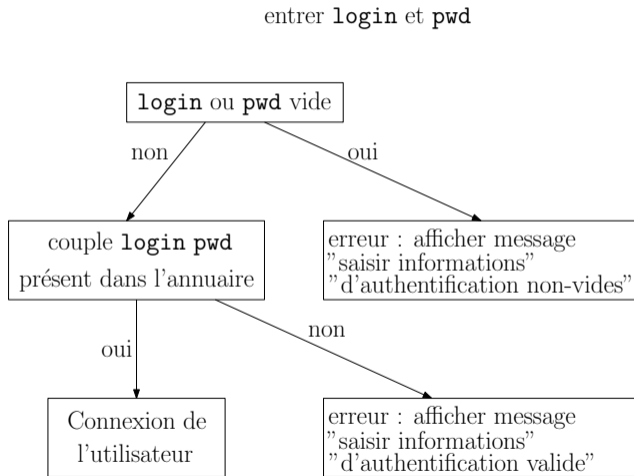 entrer login et pwd
login ou pwd vide
non
oui
couple login pwd
présent dans l'annuaire
erreur : afficher message
"saisir informations"
"d'authentification non-vides"
oui
non
Connexion de
l'utilisateur
erreur : afficher message
"saisir informations"
"d'authentification valide"